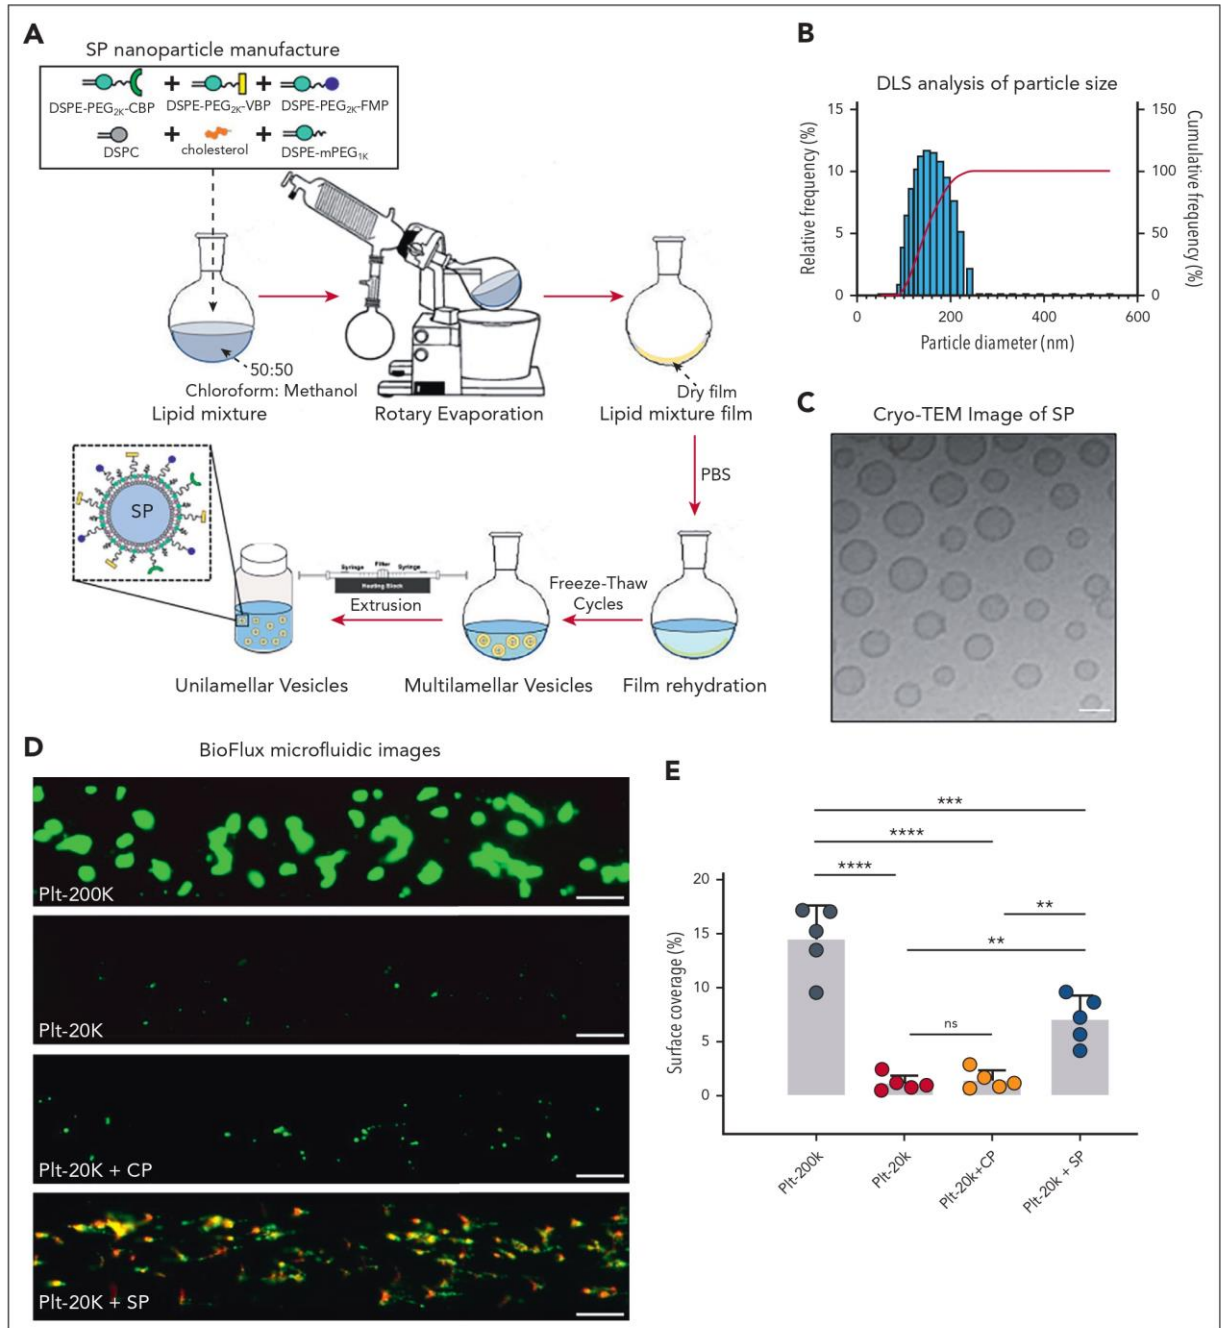 A
SP nanoparticle manufacture
+ +
DSPE-PEG2K-CBP DSPE-PEG2K-VBP DSPE-PEG2K-FMP
+ +
DSPC cholesterol DSPE-mPEG1K
50:50
Chloroform: Methanol
Lipid mixture
Rotary Evaporation
Dry film
Lipid mixture film
PBS
SP
Syringe Filter Syringe
Heating Block
Extrusion
Freeze-Thaw
Cycles
Unilamellar Vesicles
Multilamellar Vesicles
Film rehydration
B
DLS analysis of particle size
Relative frequency (%)
15
10
5
0
150
100
50
0
Cumulative frequency (%)
0 200 400 600
Particle diameter (nm)
C
Cryo-TEM Image of SP
D
BioFlux microfluidic images
Plt-200K
Plt-20K
Plt-20K + CP
Plt-20K + SP
E
***
****
****
**
**
ns
Surface coverage (%)
20
15
10
5
0
Plt-200k
Plt-20k
Plt-20k+CP
Plt-20k + SP